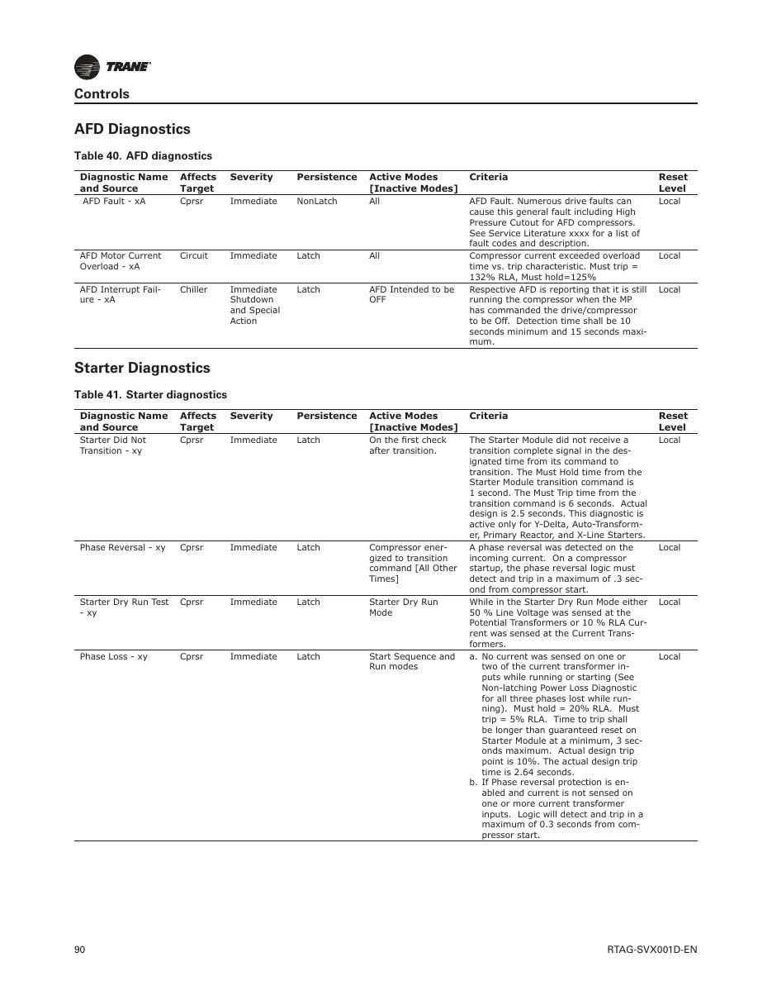 TRANE
Controls
AFD Diagnostics
Table 40. AFD diagnostics
Diagnostic Name and Source Affects Target Severity Persistence Active Modes [Inactive Modes] Criteria Reset Level
AFD Fault - xA Cprsr Immediate NonLatch All AFD Fault. Numerous drive faults can Local
cause this general fault including High
Pressure Cutout for AFD compressors.
See Service Literature xxxx for a list of
fault codes and description.
AFD Motor Current Circuit Immediate Latch All Compressor current exceeded overload Local
Overload - xA time vs. trip characteristic. Must trip =
132% RLA, Must hold=125%
AFD Interrupt Fail- Chiller Immediate Latch AFD Intended to be Respective AFD is reporting that it is still Local
ure - xA Shutdown OFF running the compressor when the MP
and Special has commanded the drive/compressor
Action to be Off. Detection time shall be 10
seconds minimum and 15 seconds maxi-
mum.
Starter Diagnostics
Table 41. Starter diagnostics
Diagnostic Name and Source Affects Target Severity Persistence Active Modes [Inactive Modes] Criteria Reset Level
Starter Did Not Cprsr Immediate Latch On the first check The Starter Module did not receive a Local
Transition - xy after transition. transition complete signal in the des-
ignated time from its command to
transition. The Must Hold time from the
Starter Module transition command is
1 second. The Must Trip time from the
transition command is 6 seconds. Actual
design is 2.5 seconds. This diagnostic is
active only for Y-Delta, Auto-Transform-
er, Primary Reactor, and X-Line Starters.
Phase Reversal - xy Cprsr Immediate Latch Compressor ener- A phase reversal was detected on the Local
gized to transition incoming current. On a compressor
command [All Other startup, the phase reversal logic must
Times] detect and trip in a maximum of .3 sec-
ond from compressor start.
Starter Dry Run Test Cprsr Immediate Latch Starter Dry Run While in the Starter Dry Run Mode either Local
- xy Mode 50 % Line Voltage was sensed at the
Potential Transformers or 10 % RLA Cur-
rent was sensed at the Current Trans-
formers.
Phase Loss - xy Cprsr Immediate Latch Start Sequence and a. No current was sensed on one or Local
Run modes two of the current transformer in-
puts while running or starting (See
Non-latching Power Loss Diagnostic
for all three phases lost while run-
ning). Must hold = 20% RLA. Must
trip = 5% RLA. Time to trip shall
be longer than guaranteed reset on
Starter Module at a minimum, 3 sec-
onds maximum. Actual design trip
point is 10%. The actual design trip
time is 2.64 seconds.
b. If Phase reversal protection is en-
abled and current is not sensed on
one or more current transformer
inputs. Logic will detect and trip in a
maximum of 0.3 seconds from com-
pressor start.
90 RTAG-SVX001D-EN